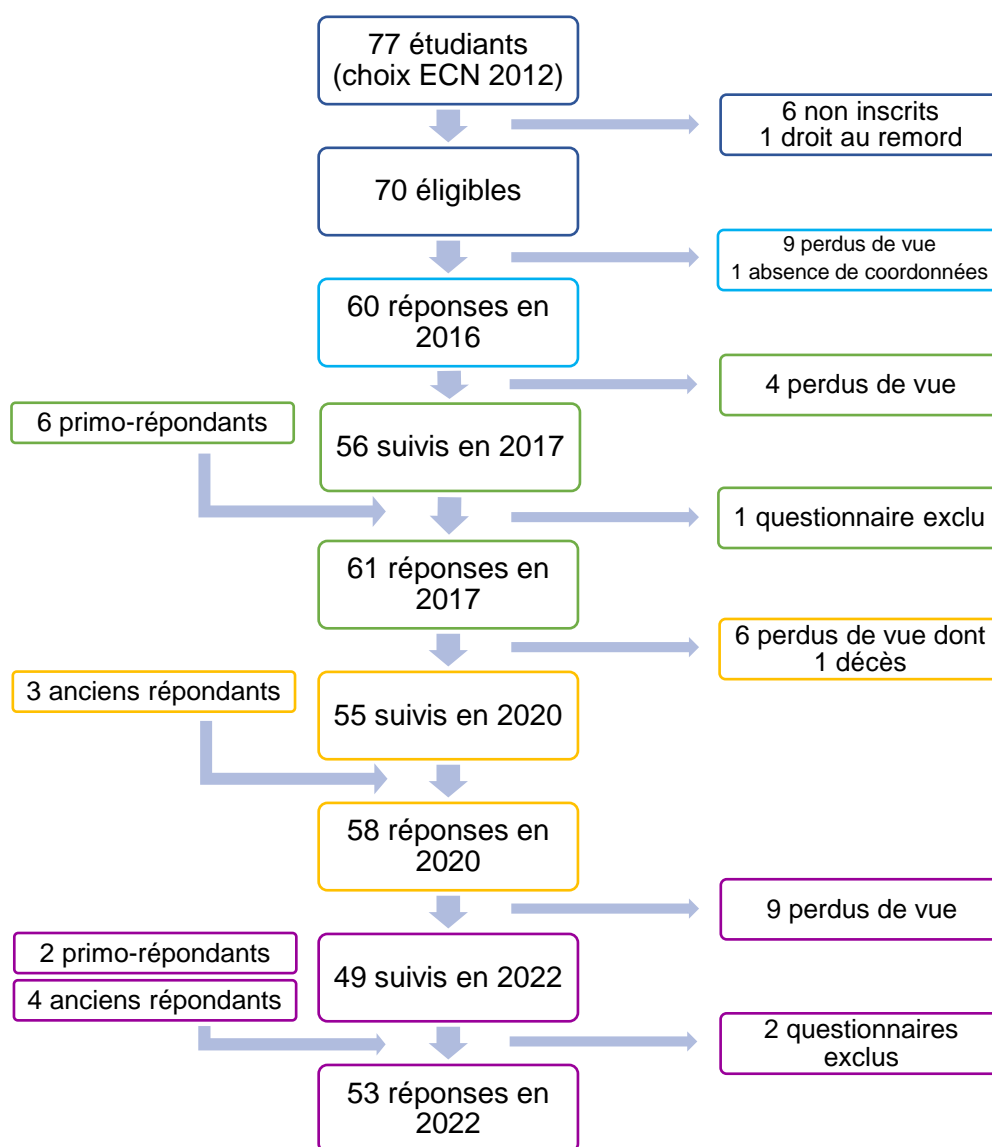 77 étudiants
(choix ECN 2012)
6 non inscrits
1 droit au remord
70 éligibles
9 perdus de vue
1 absence de coordonnées
60 réponses en
2016
4 perdus de vue
6 primo-répondants
56 suivis en 2017
1 questionnaire exclu
61 réponses en
2017
6 perdus de vue dont
1 décès
3 anciens répondants
55 suivis en 2020
58 réponses en
2020
9 perdus de vue
2 primo-répondants
49 suivis en 2022
4 anciens répondants
2 questionnaires
exclus
53 réponses en
2022